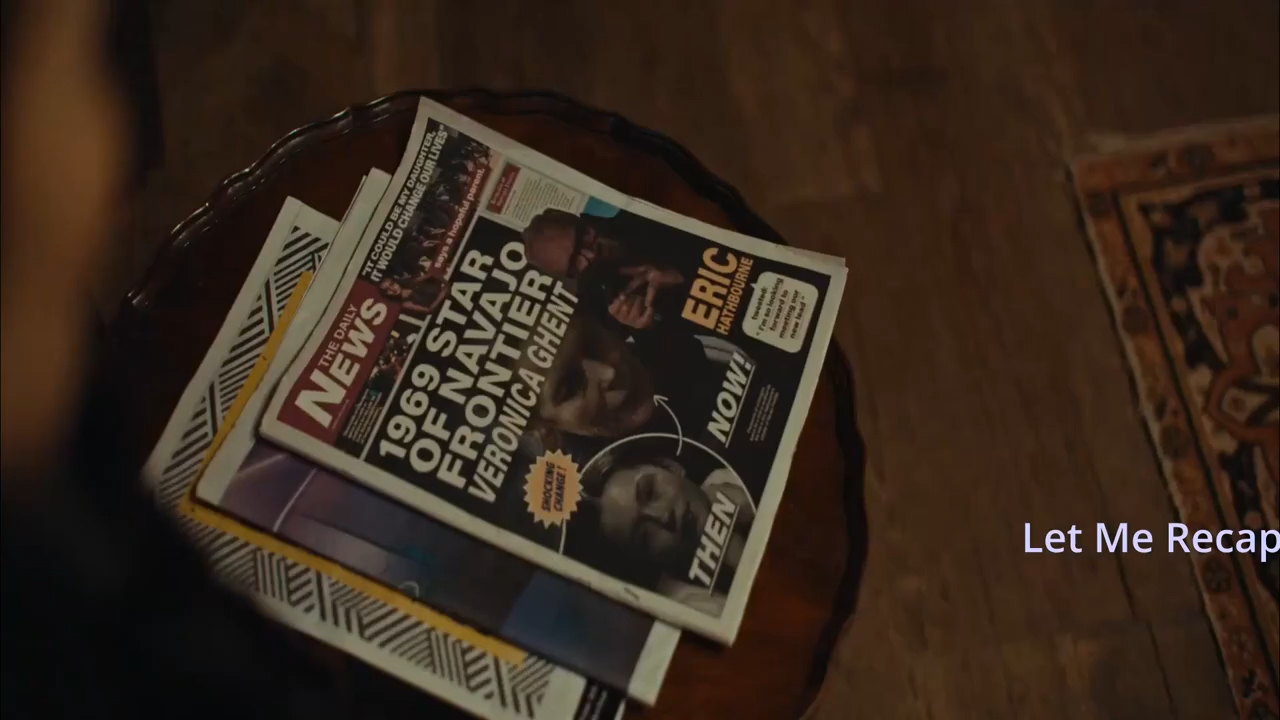 "IT COULD BE MY DAUGHTER,
IT WOULD CHANGE OUR LIVES"
says a hopeful parent.
THE DAILY
NEWS
1969 STAR
OF NAVAJO
FRONTIER
VERONICA GHENT
ERIC
HATHBOURNE
tweeted:
"I'm so looking
forward to
meeting our
new lead"
NOW!
SHOCKING
CHANGE!
THEN
Let Me Recap